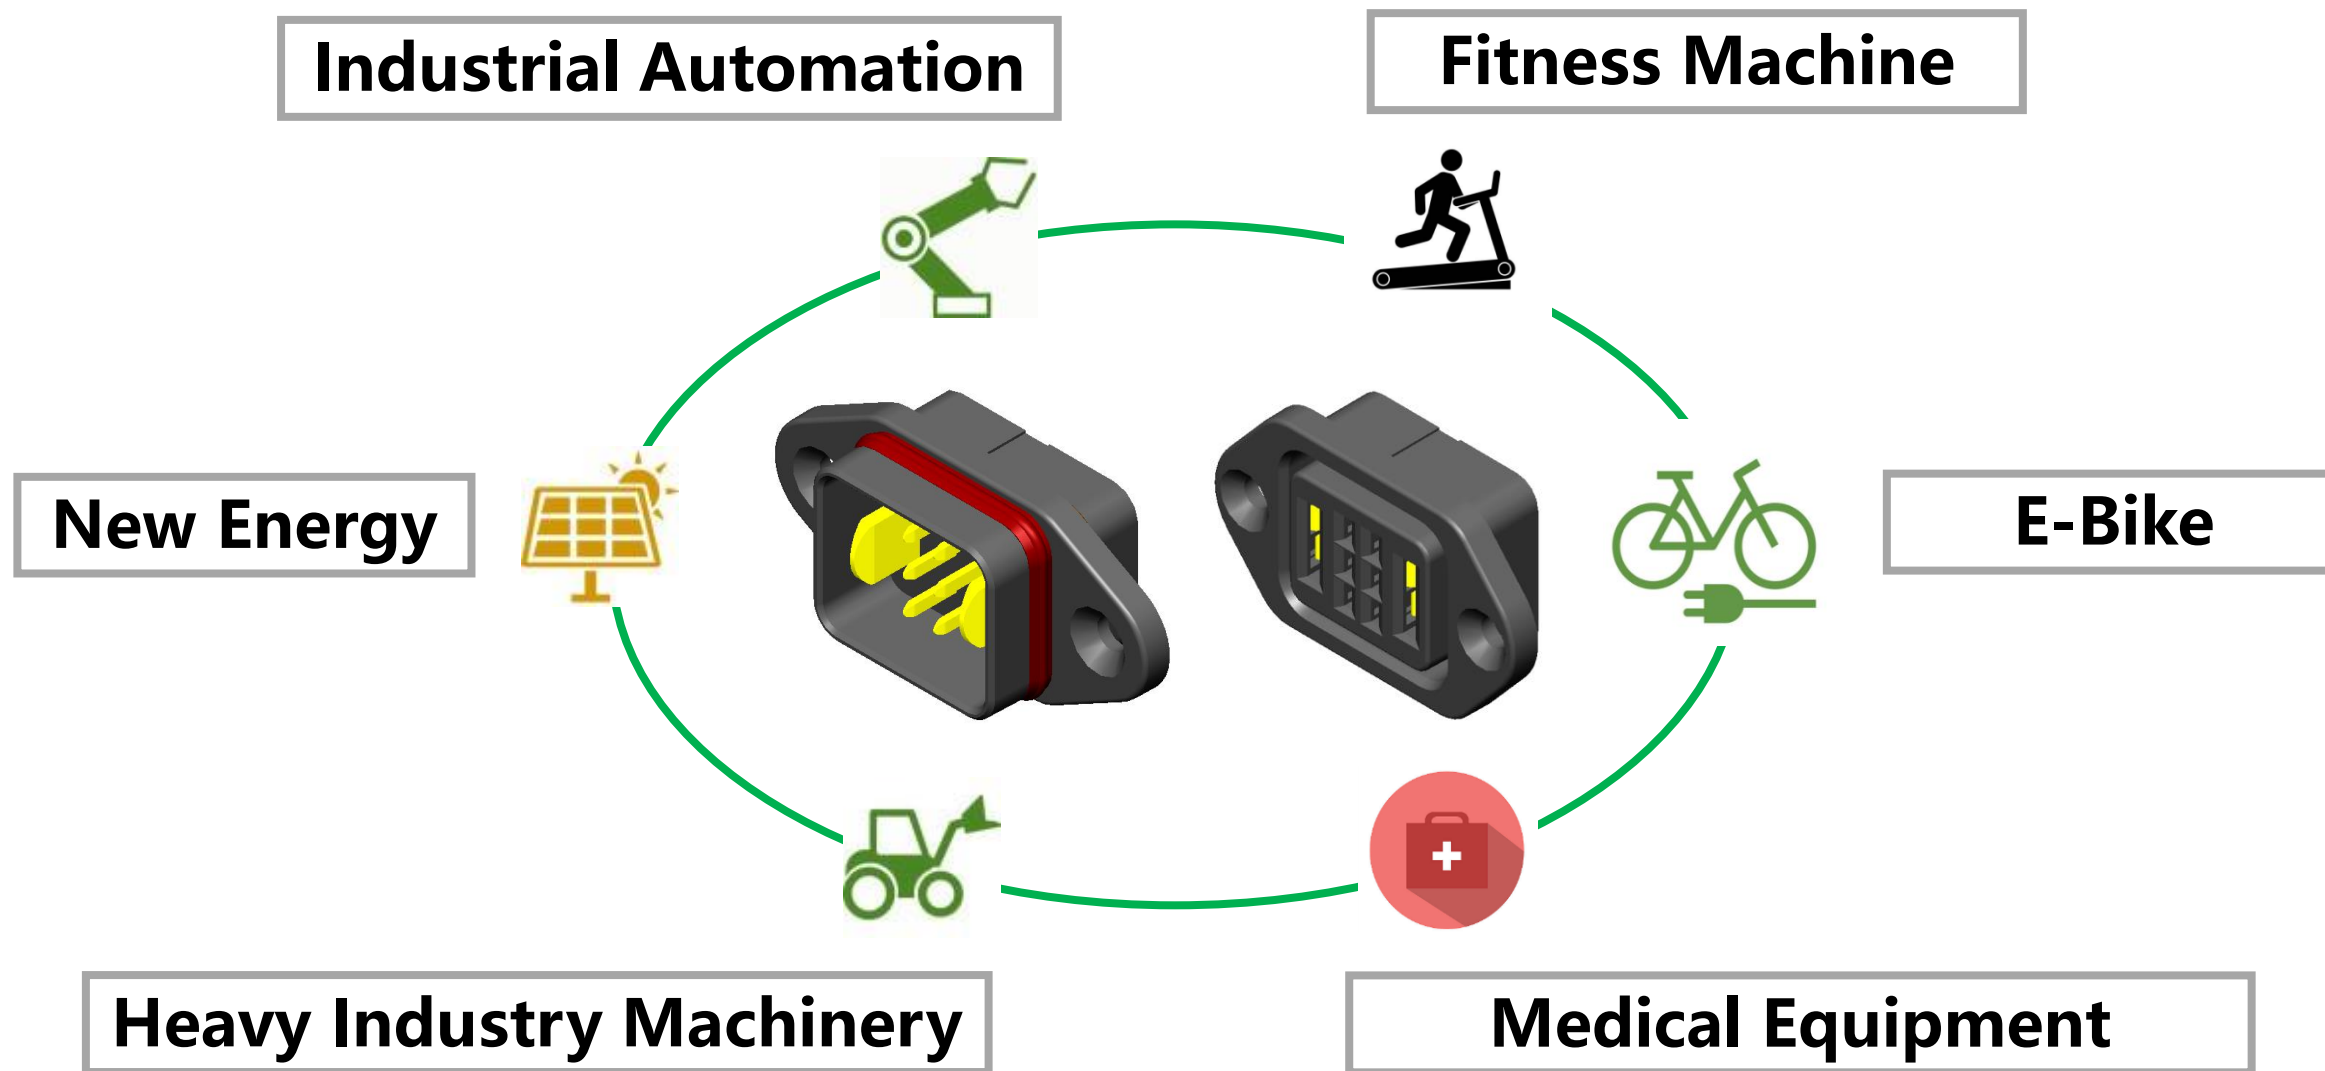 Industrial Automation
Fitness Machine
New Energy
E-Bike
Heavy Industry Machinery
Medical Equipment